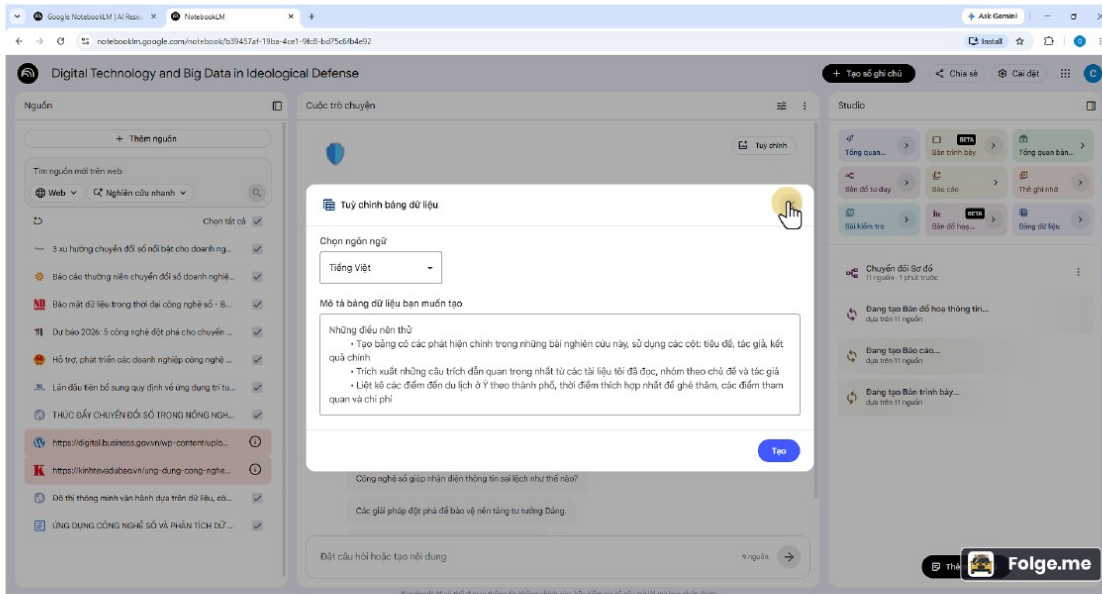 Google NotebookLM | AI Resea
NotebookLM
Ask Gemini
notebooklm.google.com/notebook/b39457af-19ba-4ce1-9fc8-bd75c6fb4e92
Install
Digital Technology and Big Data in Ideological Defense
+ Tạo sổ ghi chú
Chia sẻ
Cài đặt
C
Nguồn
+ Thêm nguồn
Tìm nguồn mới trên web
Web
Nghiên cứu nhanh
Chọn tất cả
3 xu hướng chuyển đổi số nổi bật cho doanh ng...
Báo cáo thường niên chuyển đổi số doanh nghiệ...
Bảo mật dữ liệu trong thời đại công nghệ số - B...
Dự báo 2026: 5 công nghệ đột phá cho chuyển ...
Hỗ trợ, phát triển các doanh nghiệp công nghệ ...
Lần đầu tiên bổ sung quy định về ứng dụng trí tu...
THÚC ĐẨY CHUYỂN ĐỔI SỐ TRONG NÔNG NGH...
https://digital.business.gov.vn/wp-content/uplo...
https://kinhtevadubao.vn/ung-dung-cong-nghe...
Đô thị thông minh vận hành dựa trên dữ liệu, cô...
ỨNG DỤNG CÔNG NGHỆ SỐ VÀ PHÂN TÍCH DỮ ...
Cuộc trò chuyện
Tuỳ chỉnh
Tuỳ chỉnh bảng dữ liệu
Chọn ngôn ngữ
Tiếng Việt
Mô tả bảng dữ liệu bạn muốn tạo
Những điều nên thử
• Tạo bảng có các phát hiện chính trong những bài nghiên cứu này, sử dụng các cột: tiêu đề, tác giả, kết
quả chính
• Trích xuất những câu trích dẫn quan trọng nhất từ các tài liệu tôi đã đọc, nhóm theo chủ đề và tác giả
• Liệt kê các điểm đến du lịch ở Ý theo thành phố, thời điểm thích hợp nhất để ghé thăm, các điểm tham
quan và chi phí
Tạo
Công nghệ số giúp nhận diện thông tin sai lệch như thế nào?
Các giải pháp đột phá để bảo vệ nền tảng tư tưởng Đảng.
Đặt câu hỏi hoặc tạo nội dung
9 nguồn
Studio
Tổng quan...
BETA
Bản trình bày
Tổng quan bản...
Bản đồ tư duy
Báo cáo
Thẻ ghi nhớ
Bài kiểm tra
BETA
Bản đồ hoạ...
Bảng dữ liệu
Chuyển đổi Sơ đồ
11 nguồn · 1 phút trước
Đang tạo Bản đồ hoạ thông tin...
dựa trên 11 nguồn
Đang tạo Báo cáo...
dựa trên 11 nguồn
Đang tạo Bản trình bày...
dựa trên 11 nguồn
Folge.me